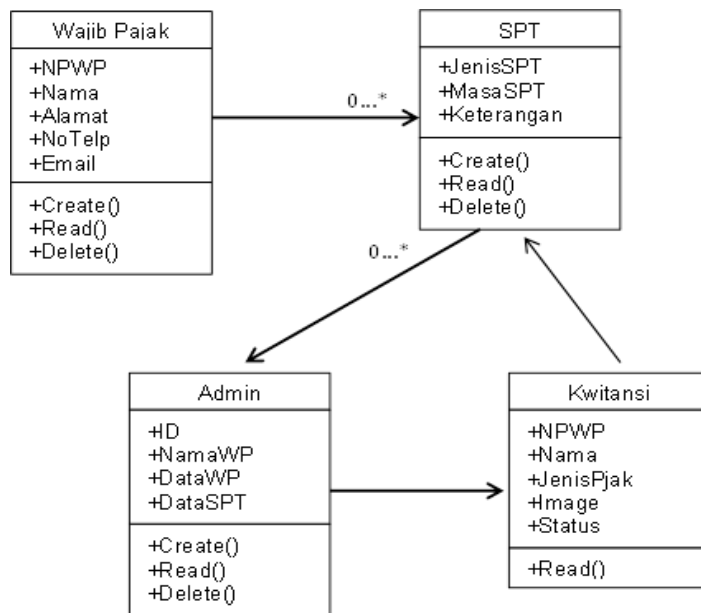 Wajib Pajak
+NPWP
+Nama
+Alamat
+NoTelp
+Email
+Create()
+Read()
+Delete()
0...*
SPT
+JenisSPT
+MasaSPT
+Keterangan
+Create()
+Read()
+Delete()
0...*
Admin
+ID
+NamaWP
+DataWP
+DataSPT
+Create()
+Read()
+Delete()
Kwitansi
+NPWP
+Nama
+JenisPjak
+Image
+Status
+Read()